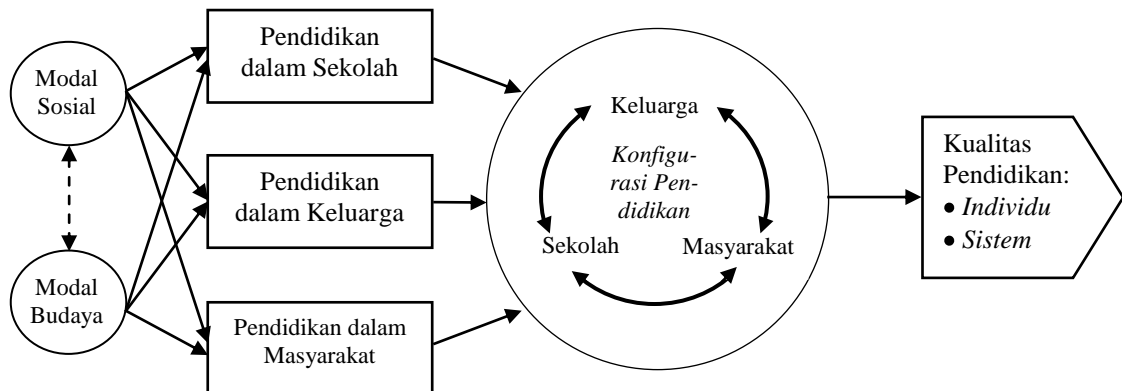 Modal
Sosial
Modal
Budaya
Pendidikan
dalam Sekolah
Pendidikan
dalam Keluarga
Pendidikan dalam
Masyarakat
Keluarga
Konfigu-
rasi Pen-
didikan
Sekolah
Masyarakat
Kualitas
Pendidikan:
• Individu
• Sistem